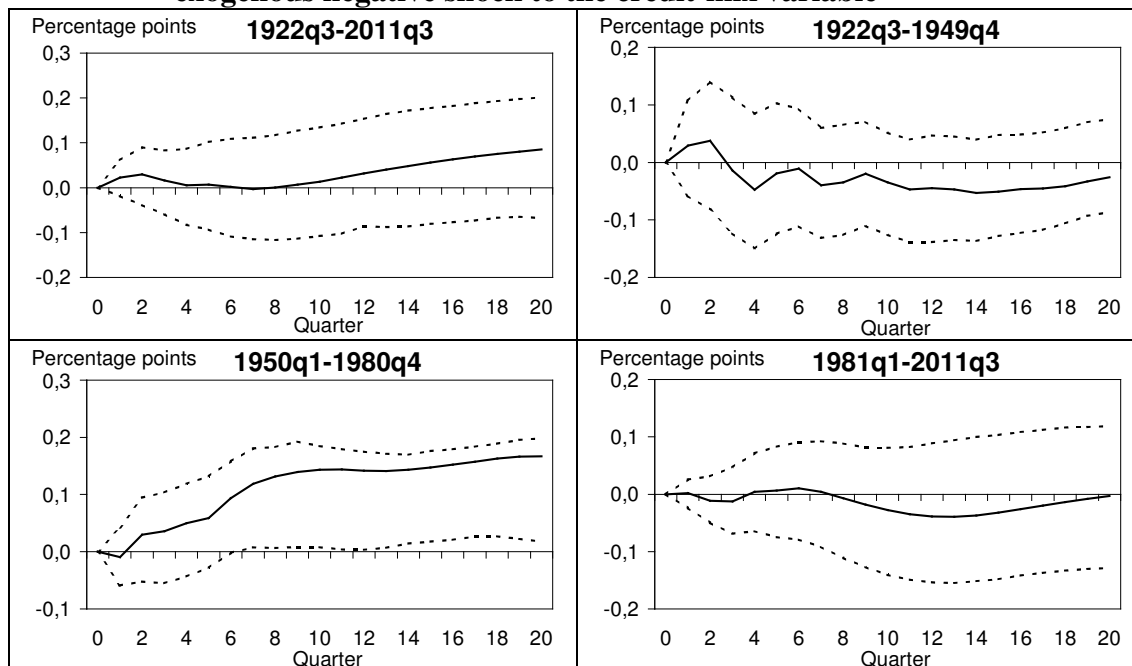 exogenous negative shock to the credit-mix variable
Percentage points 1922q3-2011q3
0,3
0,2
0,1
0,0
-0,1
-0,2
0 2 4 6 8 10 12 14 16 18 20
Quarter
Percentage points 1922q3-1949q4
0,2
0,1
0,0
-0,1
-0,2
0 2 4 6 8 10 12 14 16 18 20
Quarter
Percentage points 1950q1-1980q4
0,3
0,2
0,1
0,0
-0,1
0 2 4 6 8 10 12 14 16 18 20
Quarter
Percentage points 1981q1-2011q3
0,2
0,1
0,0
-0,1
-0,2
0 2 4 6 8 10 12 14 16 18 20
Quarter